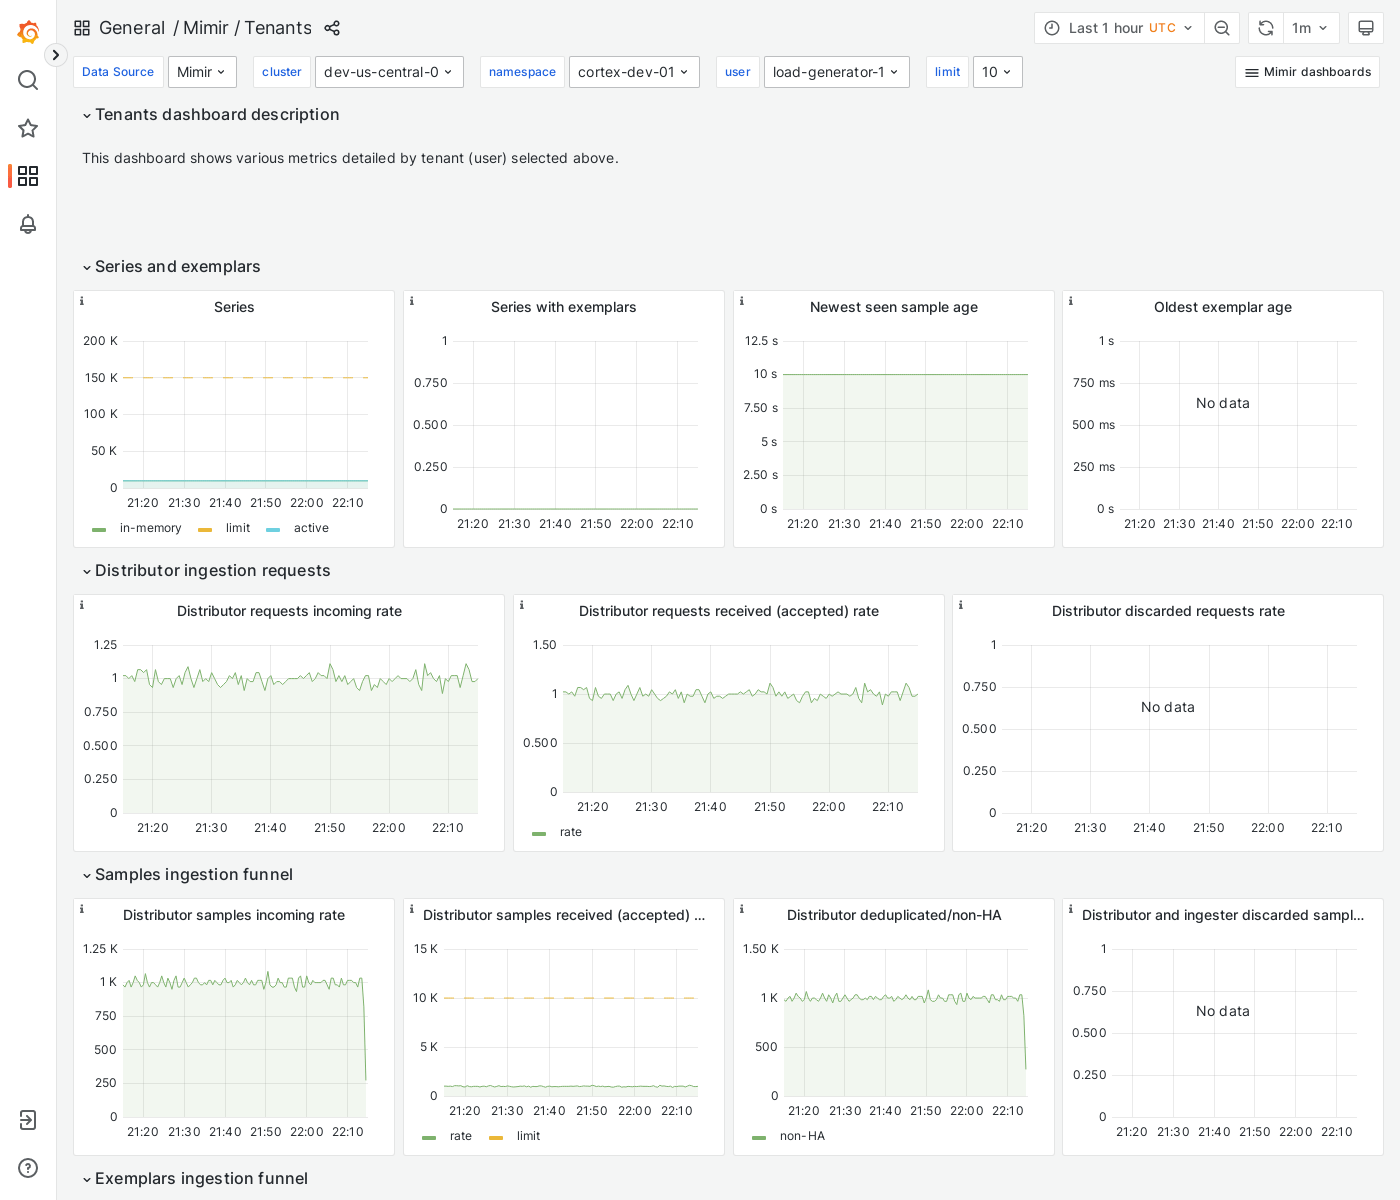 General / Mimir / Tenants
Last 1 hour UTC
1m
Data Source Mimir
cluster dev-us-central-0
namespace cortex-dev-01
user load-generator-1
limit 10
Mimir dashboards
Tenants dashboard description
This dashboard shows various metrics detailed by tenant (user) selected above.
Series and exemplars
Series
200 K
150 K
100 K
50 K
0
21:20 21:30 21:40 21:50 22:00 22:10
in-memory limit active
Series with exemplars
1
0.750
0.500
0.250
0
21:20 21:30 21:40 21:50 22:00 22:10
Newest seen sample age
12.5 s
10 s
7.50 s
5 s
2.50 s
0 s
21:20 21:30 21:40 21:50 22:00 22:10
Oldest exemplar age
1 s
750 ms
500 ms
250 ms
0 s
No data
21:20 21:30 21:40 21:50 22:00 22:10
Distributor ingestion requests
Distributor requests incoming rate
1.25
1
0.750
0.500
0.250
0
21:20 21:30 21:40 21:50 22:00 22:10
Distributor requests received (accepted) rate
1.50
1
0.500
0
21:20 21:30 21:40 21:50 22:00 22:10
rate
Distributor discarded requests rate
1
0.750
0.500
0.250
0
No data
21:20 21:30 21:40 21:50 22:00 22:10
Samples ingestion funnel
Distributor samples incoming rate
1.25 K
1 K
750
500
250
0
21:20 21:30 21:40 21:50 22:00 22:10
Distributor samples received (accepted) ...
15 K
10 K
5 K
0
21:20 21:30 21:40 21:50 22:00 22:10
rate limit
Distributor deduplicated/non-HA
1.50 K
1 K
500
0
21:20 21:30 21:40 21:50 22:00 22:10
non-HA
Distributor and ingester discarded sampl...
1
0.750
0.500
0.250
0
No data
21:20 21:30 21:40 21:50 22:00 22:10
Exemplars ingestion funnel